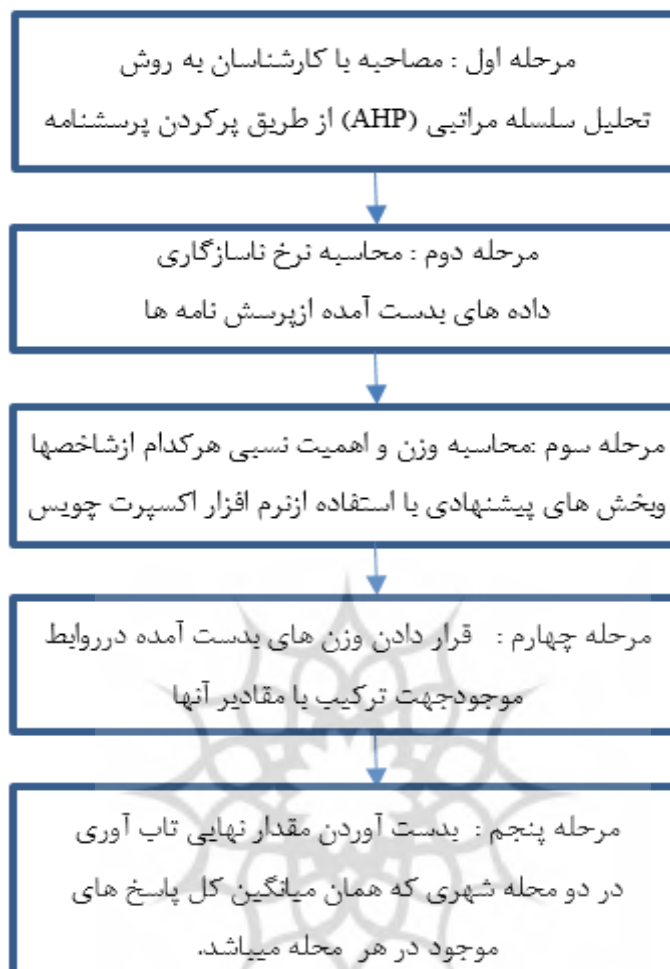 مرحله اول : مصاحبه با کارشناسان به روش
تحلیل سلسله مراتبی (AHP) از طریق پرکردن پرسشنامه
مرحله دوم : محاسبه نرخ ناسازگاری
داده های بدست آمده ازپرسش نامه ها
مرحله سوم :محاسبه وزن و اهمیت نسبی هرکدام ازشاخصها
وبخش های پیشنهادی با استفاده ازنرم افزار اکسپرت چویس
مرحله چهارم : قرار دادن وزن های بدست آمده درروابط
موجودجهت ترکیب با مقادیر آنها
مرحله پنجم : بدست آوردن مقدار نهایی تاب آوری
در دو محله شهری که همان میانگین کل پاسخ های
موجود در هر محله میباشد.